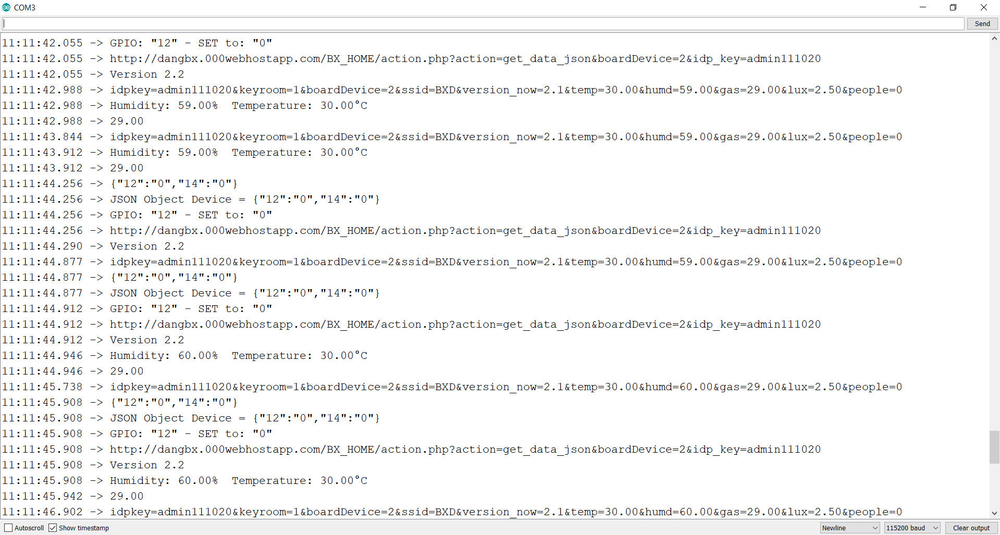 COM3
Send
11:11:42.055 -> GPIO: "12" - SET to: "0"
11:11:42.055 -> http://dangbx.000webhostapp.com/BX_HOME/action.php?action=get_data_json&boardDevice=2&idp_key=admin111020
11:11:42.055 -> Version 2.2
11:11:42.988 -> idpkey=admin111020&keyroom=1&boardDevice=2&ssid=BXD&version_now=2.1&temp=30.00&humd=59.00&gas=29.00&lux=2.50&people=0
11:11:42.988 -> Humidity: 59.00%  Temperature: 30.00°C
11:11:42.988 -> 29.00
11:11:43.844 -> idpkey=admin111020&keyroom=1&boardDevice=2&ssid=BXD&version_now=2.1&temp=30.00&humd=59.00&gas=29.00&lux=2.50&people=0
11:11:43.912 -> Humidity: 59.00%  Temperature: 30.00°C
11:11:43.912 -> 29.00
11:11:44.256 -> {"12":"0","14":"0"}
11:11:44.256 -> JSON Object Device = {"12":"0","14":"0"}
11:11:44.256 -> GPIO: "12" - SET to: "0"
11:11:44.256 -> http://dangbx.000webhostapp.com/BX_HOME/action.php?action=get_data_json&boardDevice=2&idp_key=admin111020
11:11:44.290 -> Version 2.2
11:11:44.877 -> idpkey=admin111020&keyroom=1&boardDevice=2&ssid=BXD&version_now=2.1&temp=30.00&humd=59.00&gas=29.00&lux=2.50&people=0
11:11:44.877 -> {"12":"0","14":"0"}
11:11:44.877 -> JSON Object Device = {"12":"0","14":"0"}
11:11:44.912 -> GPIO: "12" - SET to: "0"
11:11:44.912 -> http://dangbx.000webhostapp.com/BX_HOME/action.php?action=get_data_json&boardDevice=2&idp_key=admin111020
11:11:44.912 -> Version 2.2
11:11:44.946 -> Humidity: 60.00%  Temperature: 30.00°C
11:11:44.946 -> 29.00
11:11:45.738 -> idpkey=admin111020&keyroom=1&boardDevice=2&ssid=BXD&version_now=2.1&temp=30.00&humd=60.00&gas=29.00&lux=2.50&people=0
11:11:45.908 -> {"12":"0","14":"0"}
11:11:45.908 -> JSON Object Device = {"12":"0","14":"0"}
11:11:45.908 -> GPIO: "12" - SET to: "0"
11:11:45.908 -> http://dangbx.000webhostapp.com/BX_HOME/action.php?action=get_data_json&boardDevice=2&idp_key=admin111020
11:11:45.908 -> Version 2.2
11:11:45.908 -> Humidity: 60.00%  Temperature: 30.00°C
11:11:45.942 -> 29.00
11:11:46.902 -> idpkey=admin111020&keyroom=1&boardDevice=2&ssid=BXD&version_now=2.1&temp=30.00&humd=60.00&gas=29.00&lux=2.50&people=0
Autoscroll Show timestamp Newline 115200 baud Clear output